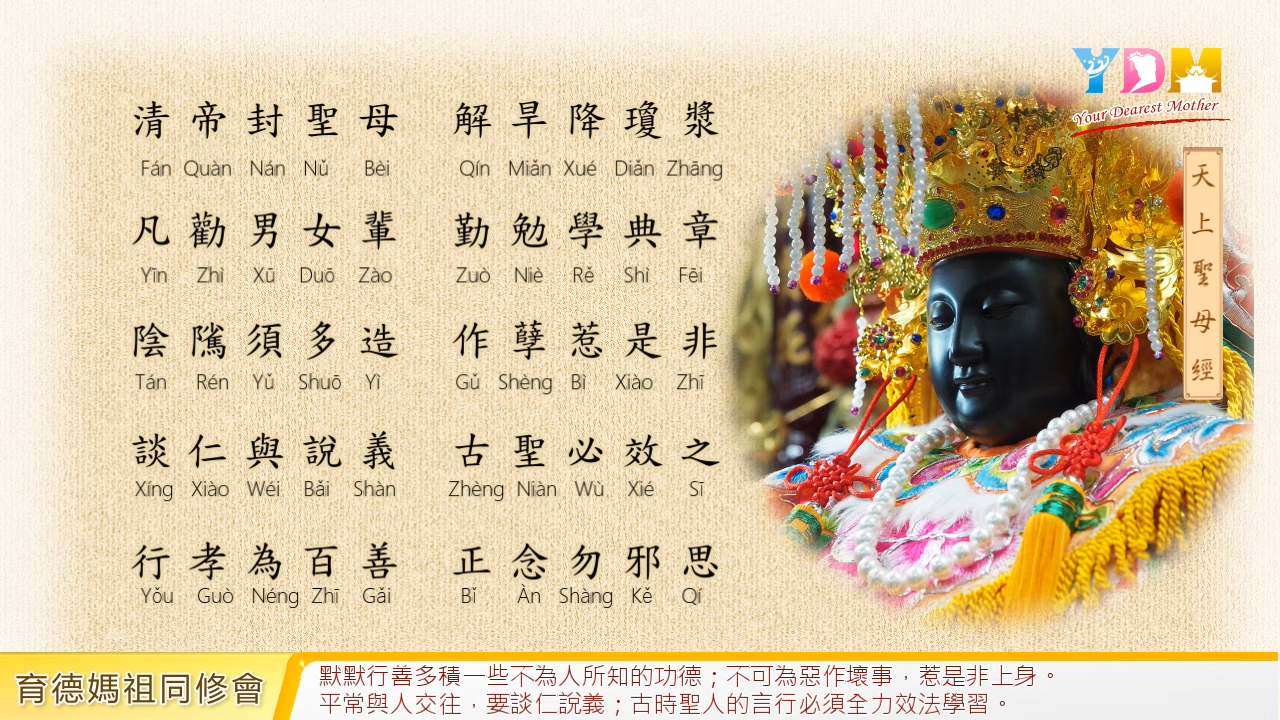 YDM
Your Dearest Mother
天上聖母經
清帝封聖母 解旱降瓊漿
Fán Quàn Nán Nǚ Bèi Qín Miǎn Xué Diǎn Zhāng
凡勸男女輩 勤勉學典章
Yīn Zhì Xū Duō Zào Zuò Niè Rě Shì Fēi
陰隲須多造 作孽惹是非
Tán Rén Yǔ Shuō Yì Gǔ Shèng Bì Xiào Zhī
談仁與說義 古聖必效之
Xíng Xiào Wéi Bǎi Shàn Zhèng Niàn Wù Xié Sī
行孝為百善 正念勿邪思
Yǒu Guò Néng Zhī Gǎi Bǐ Àn Shàng Kě Qí
育德媽祖同修會
默默行善多積一些不為人所知的功德；不可為惡作壞事，惹是非上身。
平常與人交往，要談仁說義；古時聖人的言行必須全力效法學習。